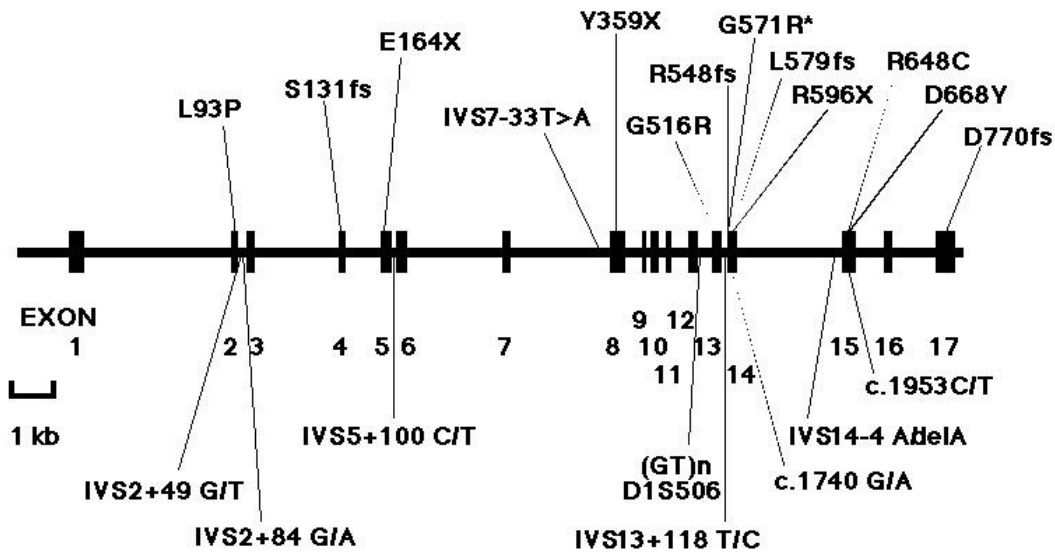 Y359X
G571R*
E164X
L579fs
R648C
R548fs
S131fs
R596X
D668Y
L93P
IVS7-33T>A
G516R
D770fs
EXON
1
2
3
4
5
6
7
8
9
10
11
12
13
14
15
16
17
1 kb
c.1953C/T
IVS5+100 C/T
IVS14-4 A/delA
(GT)n
D1S506
c.1740 G/A
IVS2+49 G/T
IVS2+84 G/A
IVS13+118 T/C